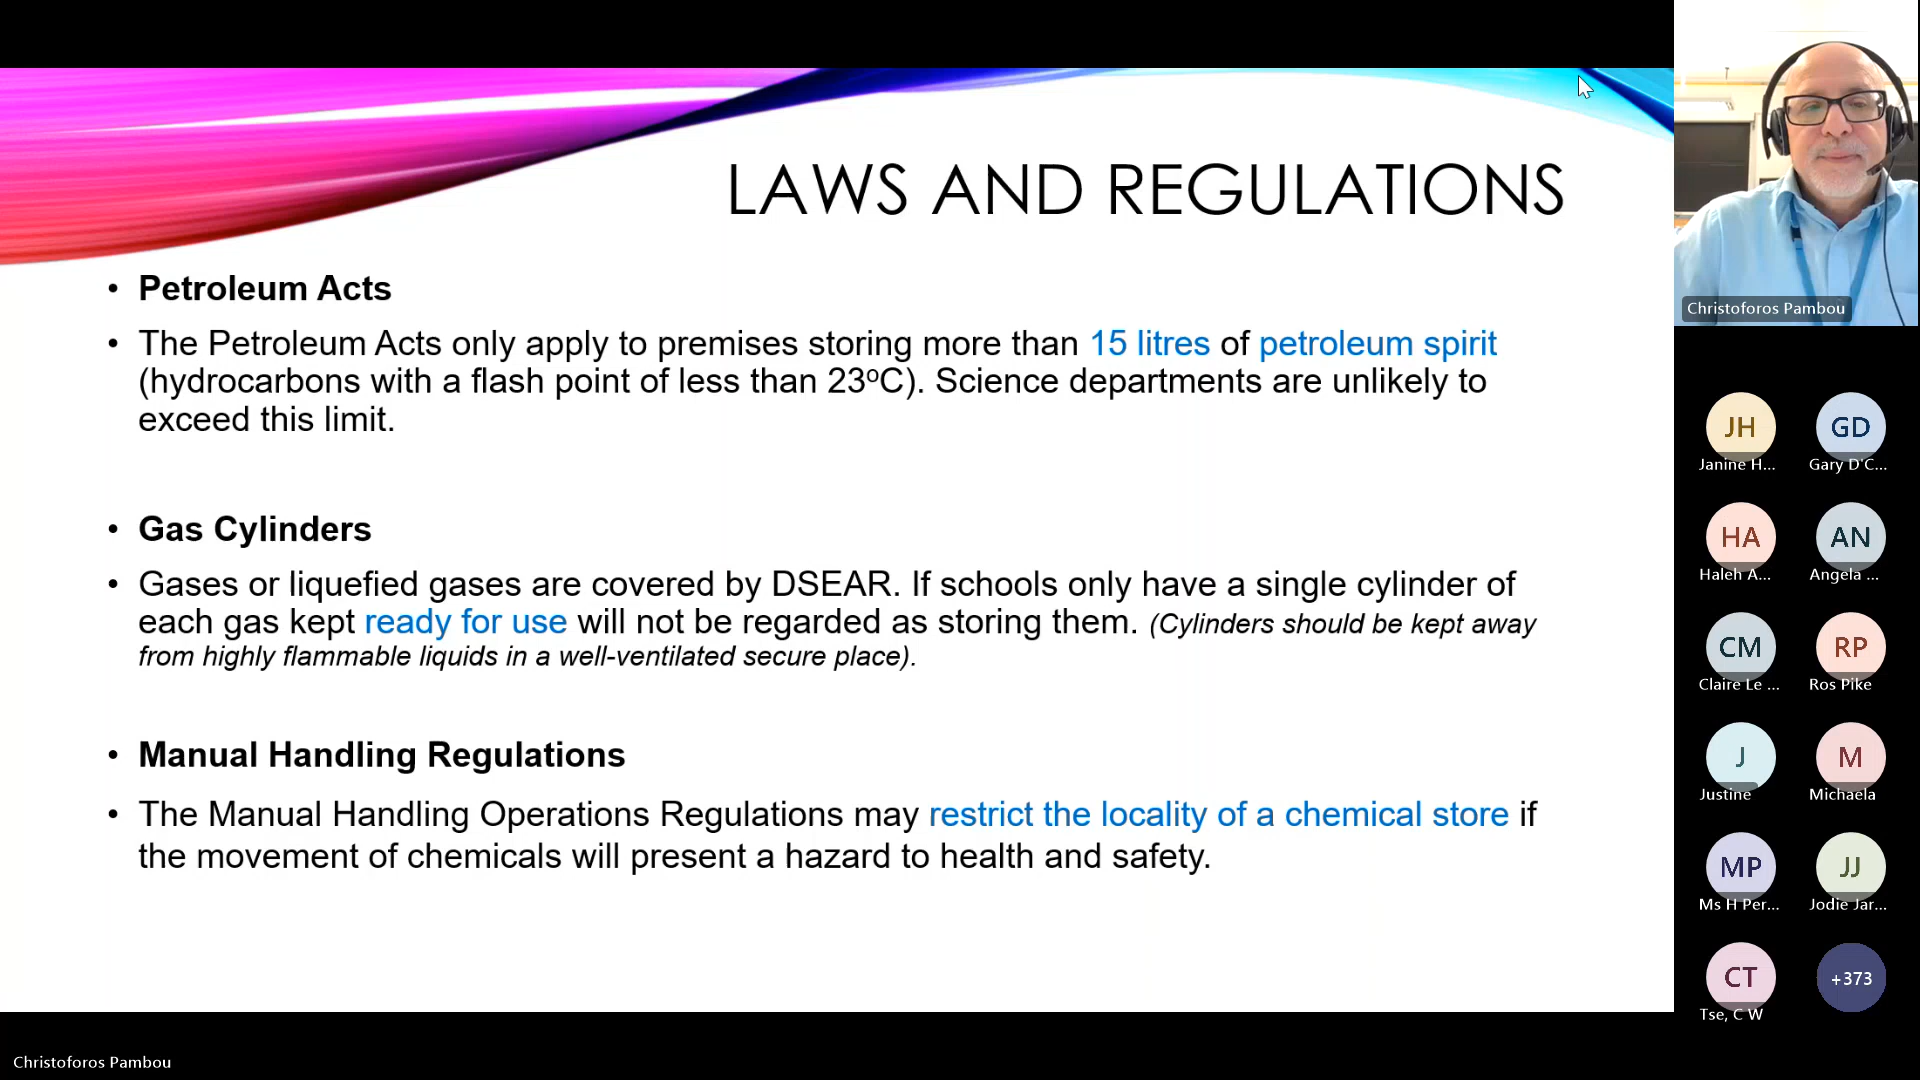 LAWS AND REGULATIONS
• Petroleum Acts
• The Petroleum Acts only apply to premises storing more than 15 litres of petroleum spirit
(hydrocarbons with a flash point of less than 23ºC). Science departments are unlikely to
exceed this limit.
• Gas Cylinders
• Gases or liquefied gases are covered by DSEAR. If schools only have a single cylinder of
each gas kept ready for use will not be regarded as storing them. (Cylinders should be kept away
from highly flammable liquids in a well-ventilated secure place).
• Manual Handling Regulations
• The Manual Handling Operations Regulations may restrict the locality of a chemical store if
the movement of chemicals will present a hazard to health and safety.
Christoforos Pambou
JH GD
Janine H... Gary D'C...
HA AN
Haleh A... Angela ...
CM RP
Claire Le ... Ros Pike
J M
Justine Michaela
MP JJ
Ms H Per... Jodie Jar...
CT +373
Tse, C W
Christoforos Pambou